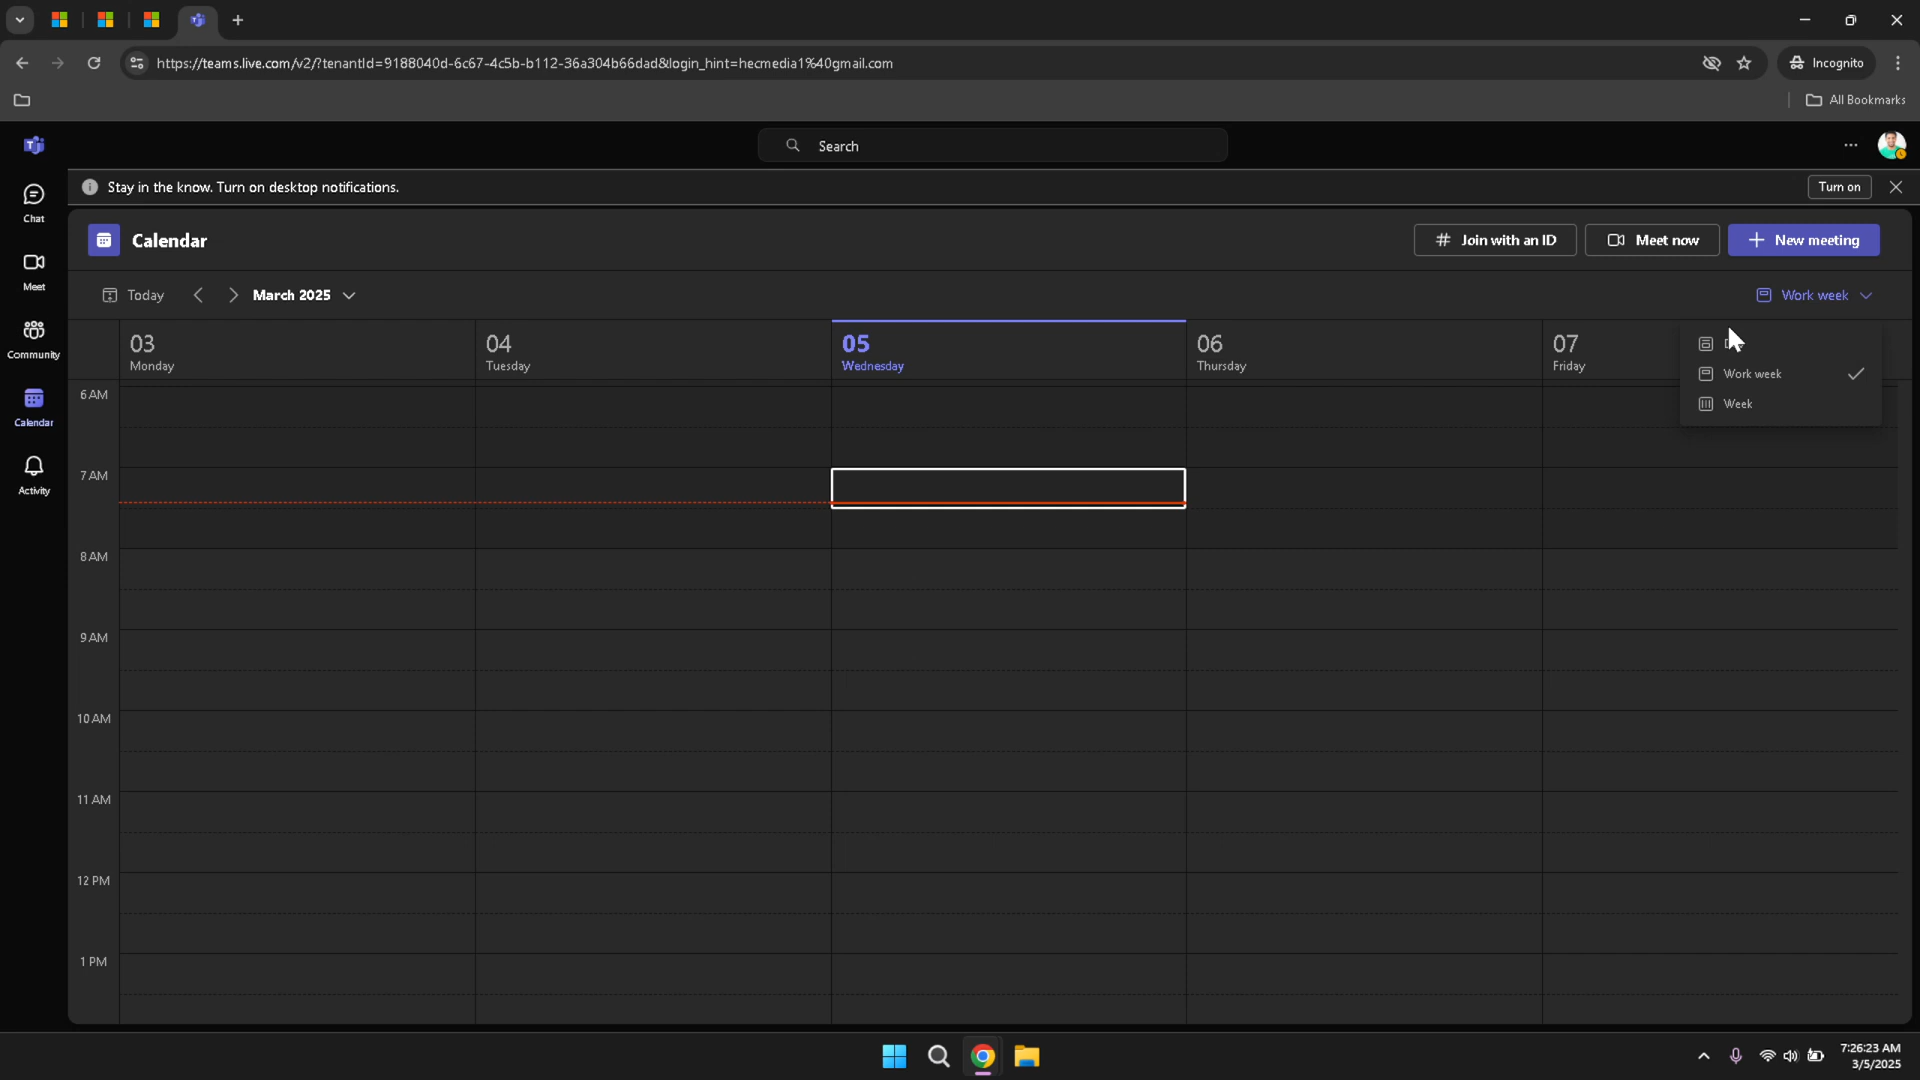 https://teams.live.com/v2/?tenantId=9188040d-6c67-4c5b-b112-36a304b66dad&login_hint=hecmedia1%40gmail.com
Incognito
All Bookmarks
Search
Stay in the know. Turn on desktop notifications.
Turn on
Chat
Meet
Community
Calendar
Activity
Calendar
# Join with an ID
Meet now
+ New meeting
Today
March 2025
Work week
03
Monday
04
Tuesday
05
Wednesday
06
Thursday
07
Friday
Work week
Week
6 AM
7 AM
8 AM
9 AM
10 AM
11 AM
12 PM
1 PM
7:26:23 AM
3/5/2025